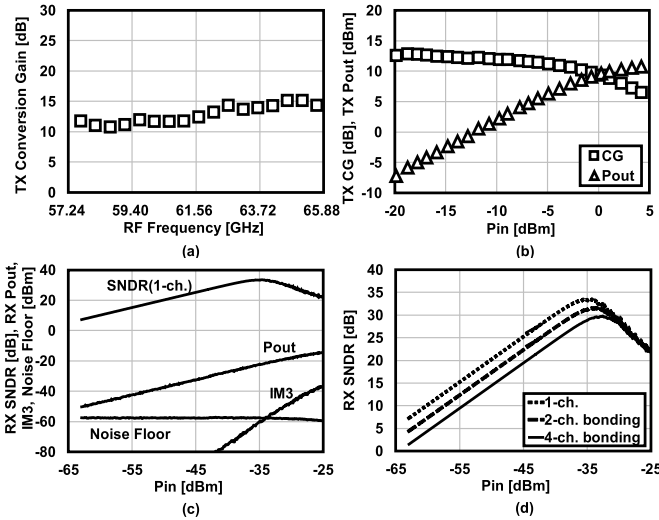 TX Conversion Gain [dB]
30
25
20
15
10
5
0
57.24 59.40 61.56 63.72 65.88
RF Frequency [GHz]
(a)
TX CG [dB], TX Pout [dBm]
20
15
10
5
0
-5
-10
CG
Pout
-20 -15 -10 -5 0 5
Pin [dBm]
(b)
RX SNDR [dB], RX Pout,
IM3, Noise Floor [dBm]
40
20
0
-20
-40
-60
-80
SNDR(1-ch.)
Pout
IM3
Noise Floor
-65 -55 -45 -35 -25
Pin [dBm]
(c)
RX SNDR [dB]
40
35
30
25
20
15
10
5
0
1-ch.
2-ch. bonding
4-ch. bonding
-65 -55 -45 -35 -25
Pin [dBm]
(d)